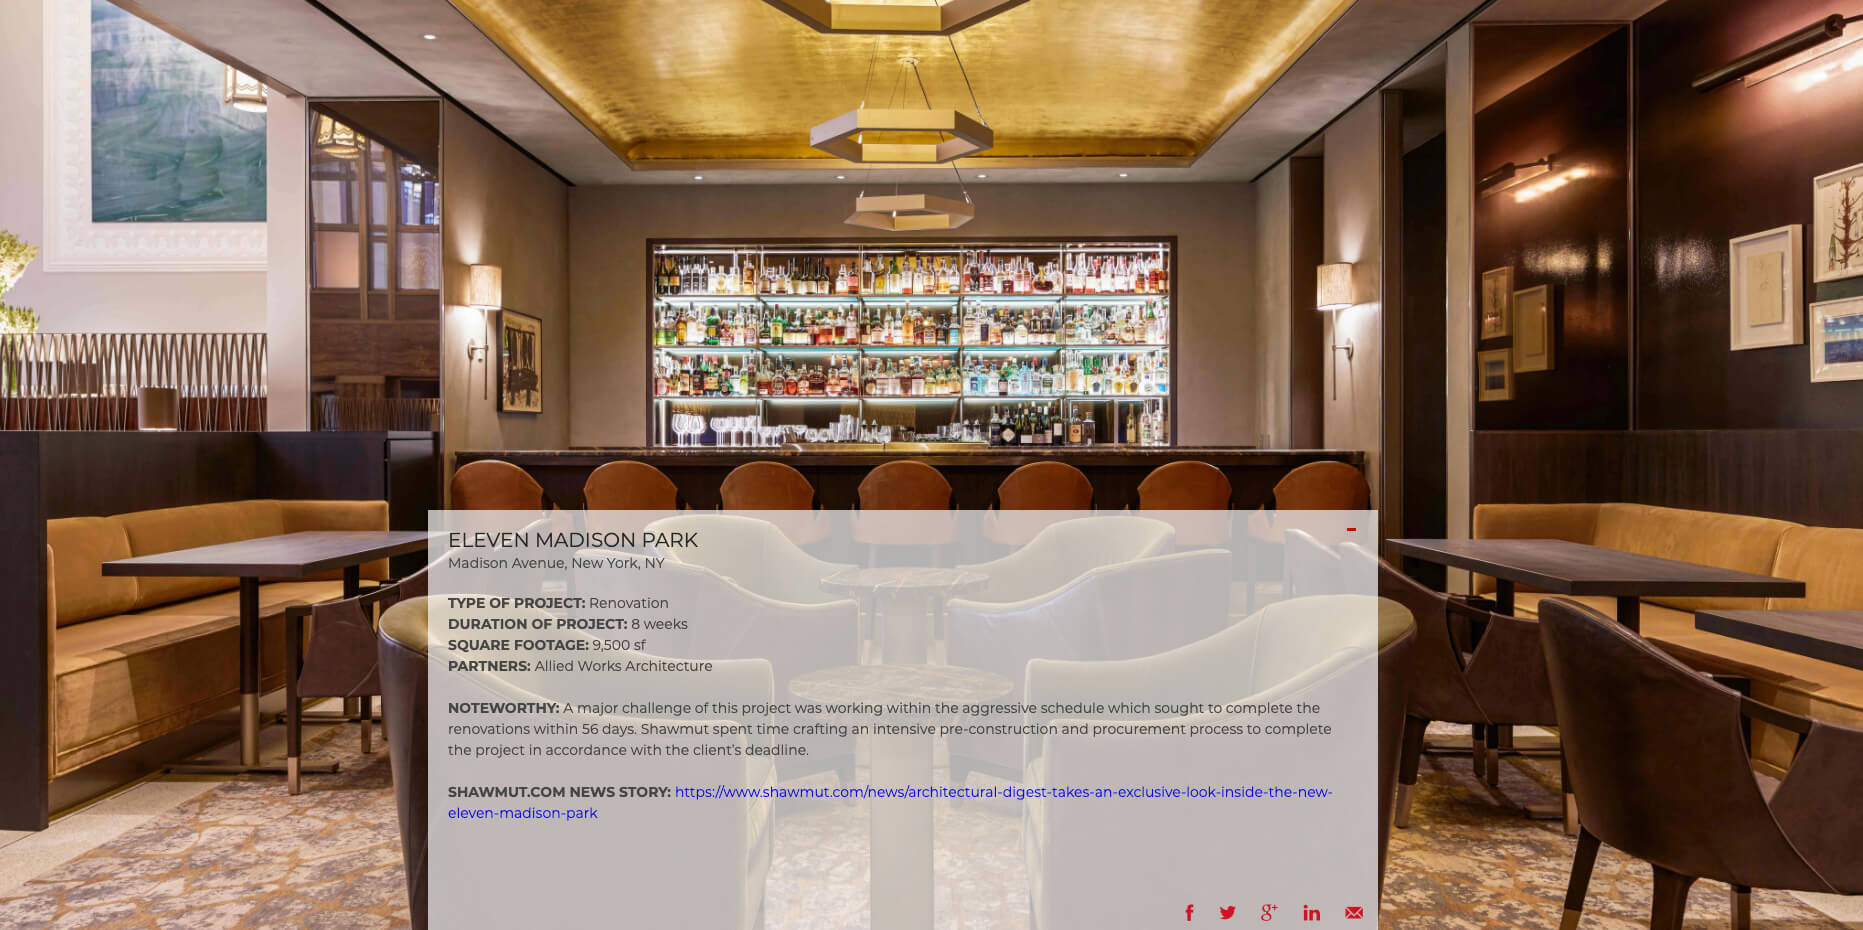 ELEVEN MADISON PARK
Madison Avenue, New York, NY
TYPE OF PROJECT: Renovation
DURATION OF PROJECT: 8 weeks
SQUARE FOOTAGE: 9,500 sf
PARTNERS: Allied Works Architecture
NOTEWORTHY: A major challenge of this project was working within the aggressive schedule which sought to complete the
renovations within 56 days. Shawmut spent time crafting an intensive pre-construction and procurement process to complete
the project in accordance with the client's deadline.
SHAWMUT.COM NEWS STORY: https://www.shawmut.com/news/architectural-digest-takes-an-exclusive-look-inside-the-new-
eleven-madison-park